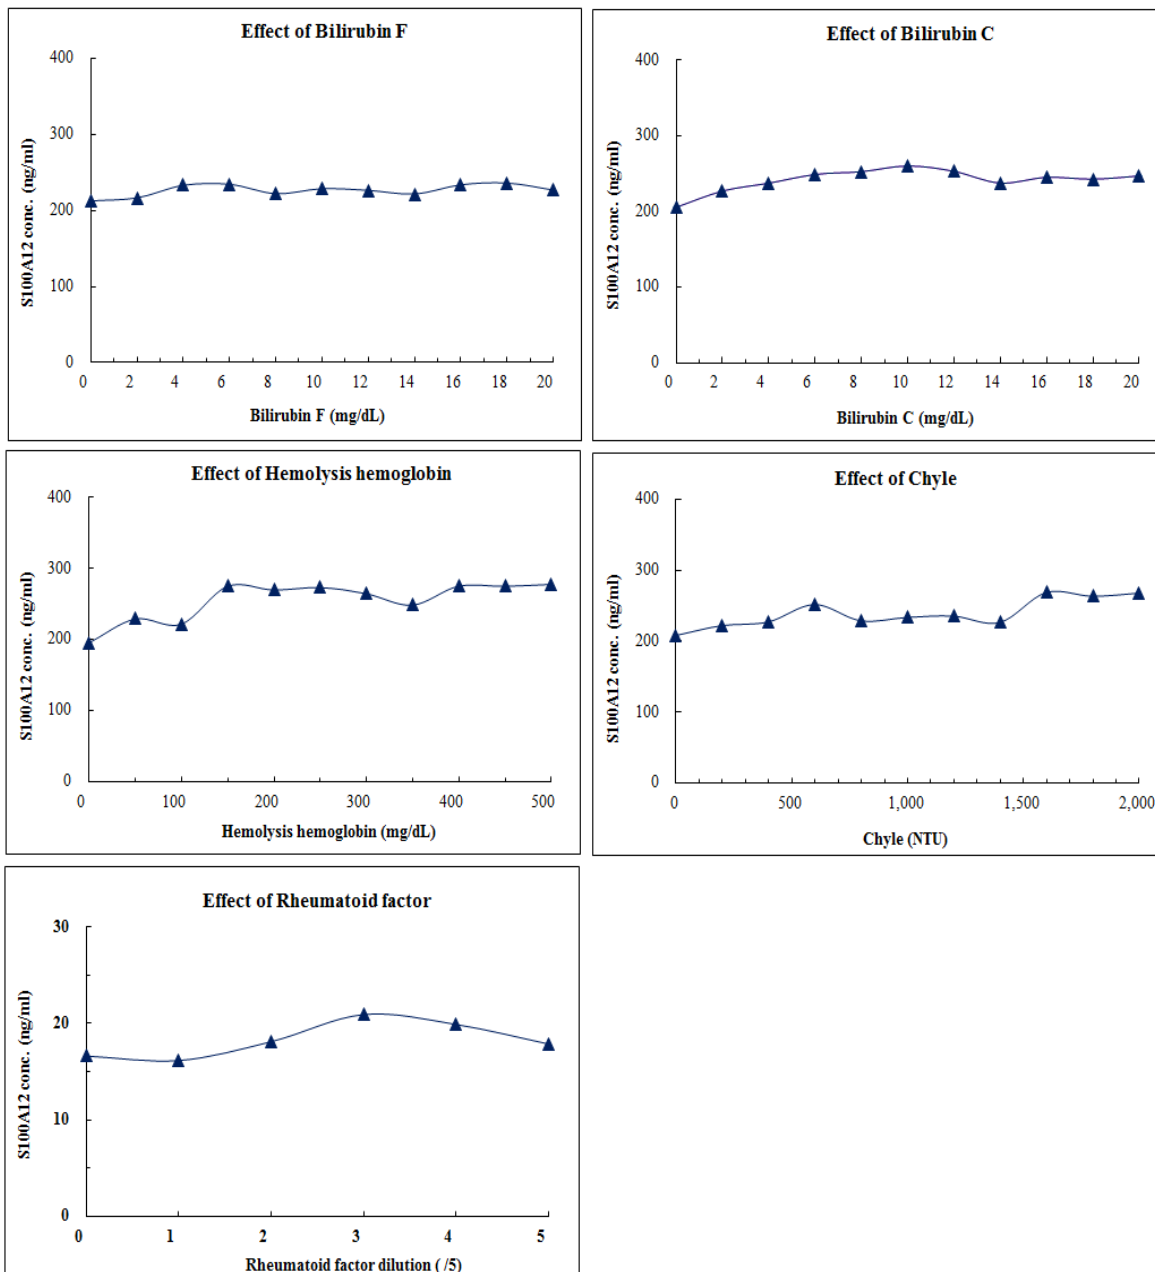 Effect of Bilirubin F
400
300
200
100
0
S100A12 conc. (ng/ml)
0 2 4 6 8 10 12 14 16 18 20
Bilirubin F (mg/dL)
Effect of Bilirubin C
400
300
200
100
0
S100A12 conc. (ng/ml)
0 2 4 6 8 10 12 14 16 18 20
Bilirubin C (mg/dL)
Effect of Hemolysis hemoglobin
400
300
200
100
0
S100A12 conc. (ng/ml)
0 100 200 300 400 500
Hemolysis hemoglobin (mg/dL)
Effect of Chyle
400
300
200
100
0
S100A12 conc. (ng/ml)
0 500 1,000 1,500 2,000
Chyle (NTU)
Effect of Rheumatoid factor
30
20
10
0
S100A12 conc. (ng/ml)
0 1 2 3 4 5
Rheumatoid factor dilution ( /5)